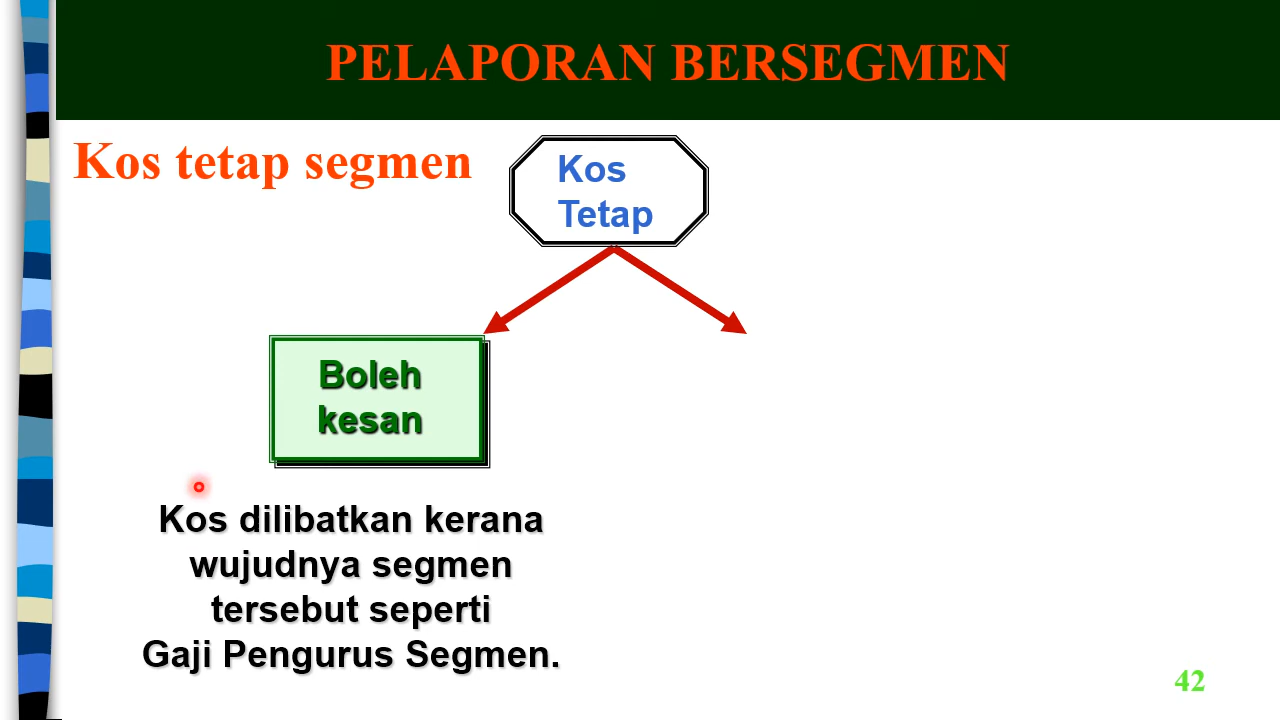 PELAPORAN BERSEGMEN
Kos tetap segmen
Kos
Tetap
Boleh
kesan
Kos dilibatkan kerana
wujudnya segmen
tersebut seperti
Gaji Pengurus Segmen.
42